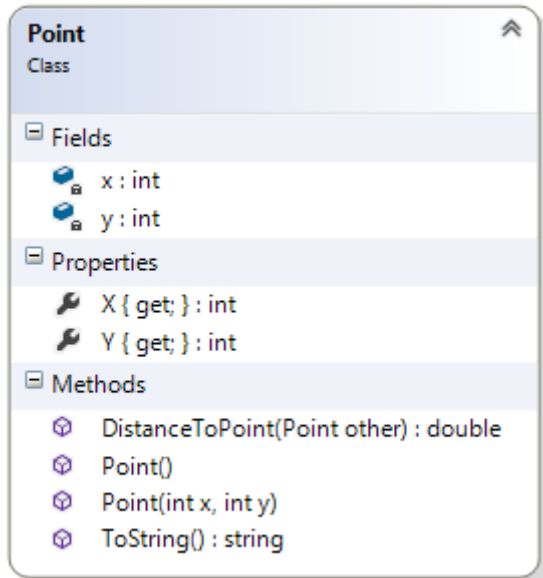 Point
Class
Fields
x : int
y : int
Properties
X { get; } : int
Y { get; } : int
Methods
DistanceToPoint(Point other) : double
Point()
Point(int x, int y)
ToString() : string